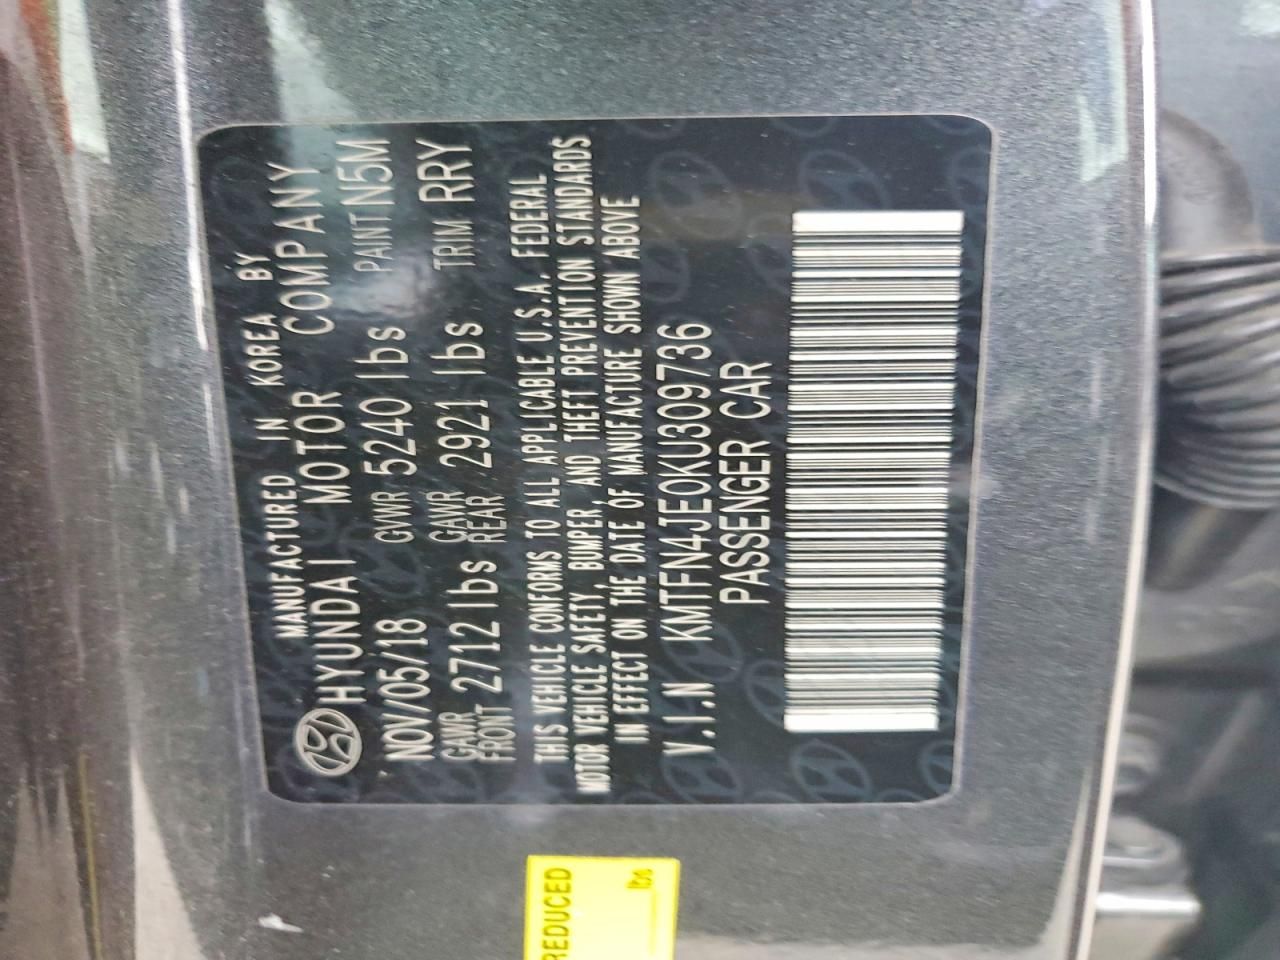 MANUFACTURED IN KOREA BY
HYUNDAI MOTOR COMPANY
NOV/05/18 GVWR 5240 lbs PAINT N5M
GAWR FRONT 2712 lbs GAWR REAR 2921 lbs TRIM RRY
THIS VEHICLE CONFORMS TO ALL APPLICABLE U.S.A. FEDERAL
MOTOR VEHICLE SAFETY, BUMPER, AND THEFT PREVENTION STANDARDS
IN EFFECT ON THE DATE OF MANUFACTURE SHOWN ABOVE
V.I.N KMTFN4JE0KU309736
PASSENGER CAR
REDUCED
lbs